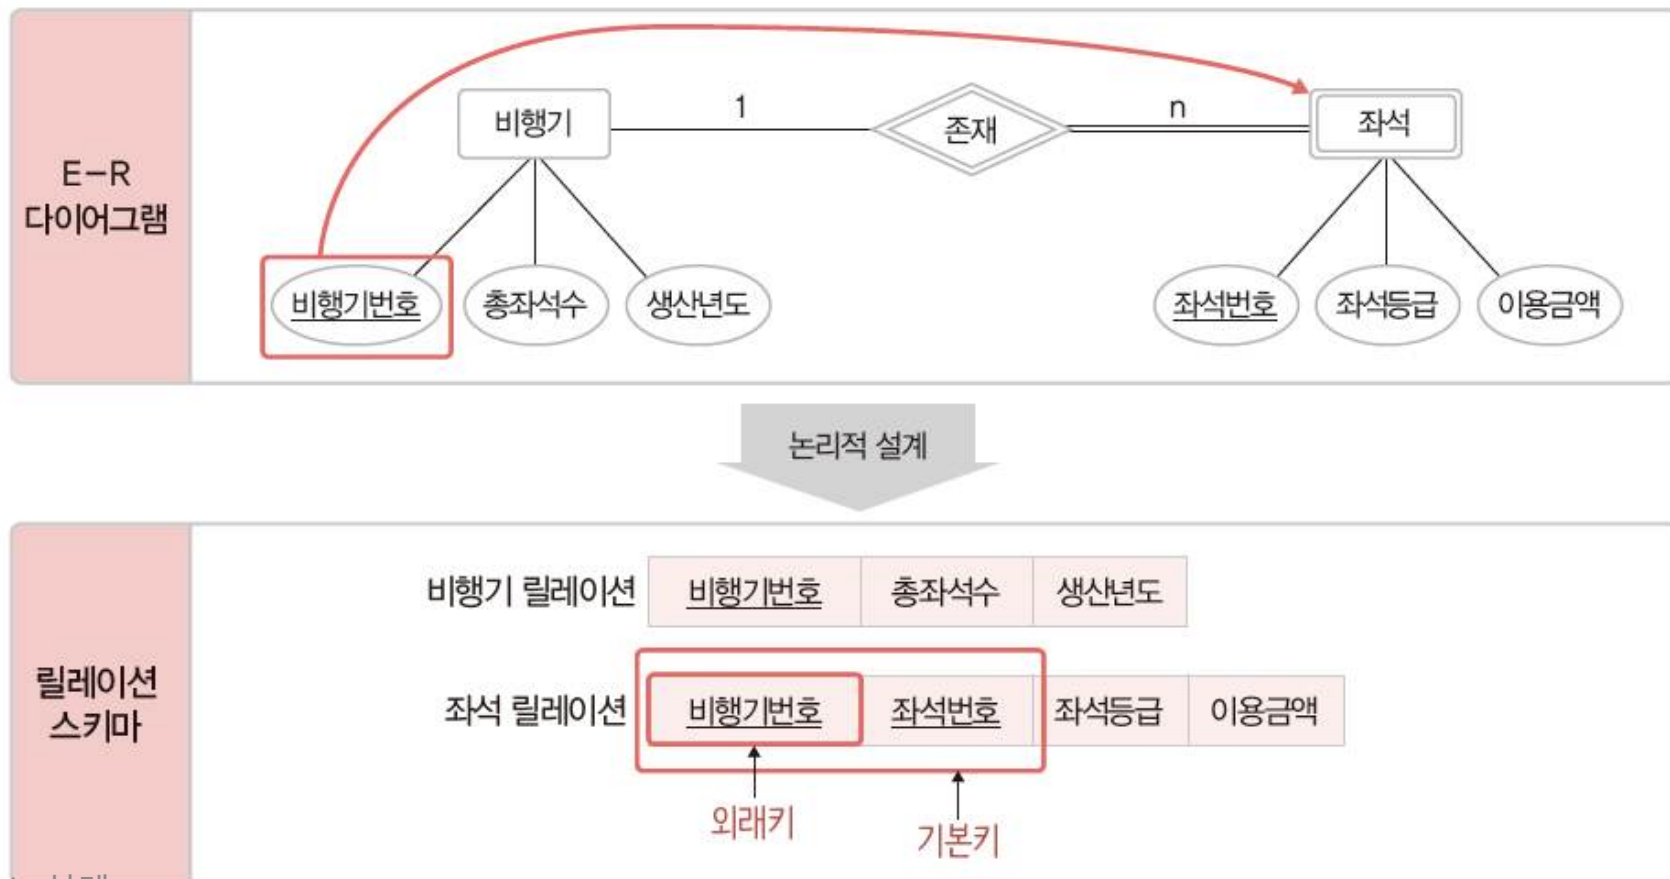 E-R
다이어그램
비행기
1
존재
n
좌석
비행기번호
총좌석수
생산년도
좌석번호
좌석등급
이용금액
논리적 설계
릴레이션
스키마
비행기 릴레이션 비행기번호 총좌석수 생산년도
좌석 릴레이션 비행기번호 좌석번호 좌석등급 이용금액
외래키
기본키